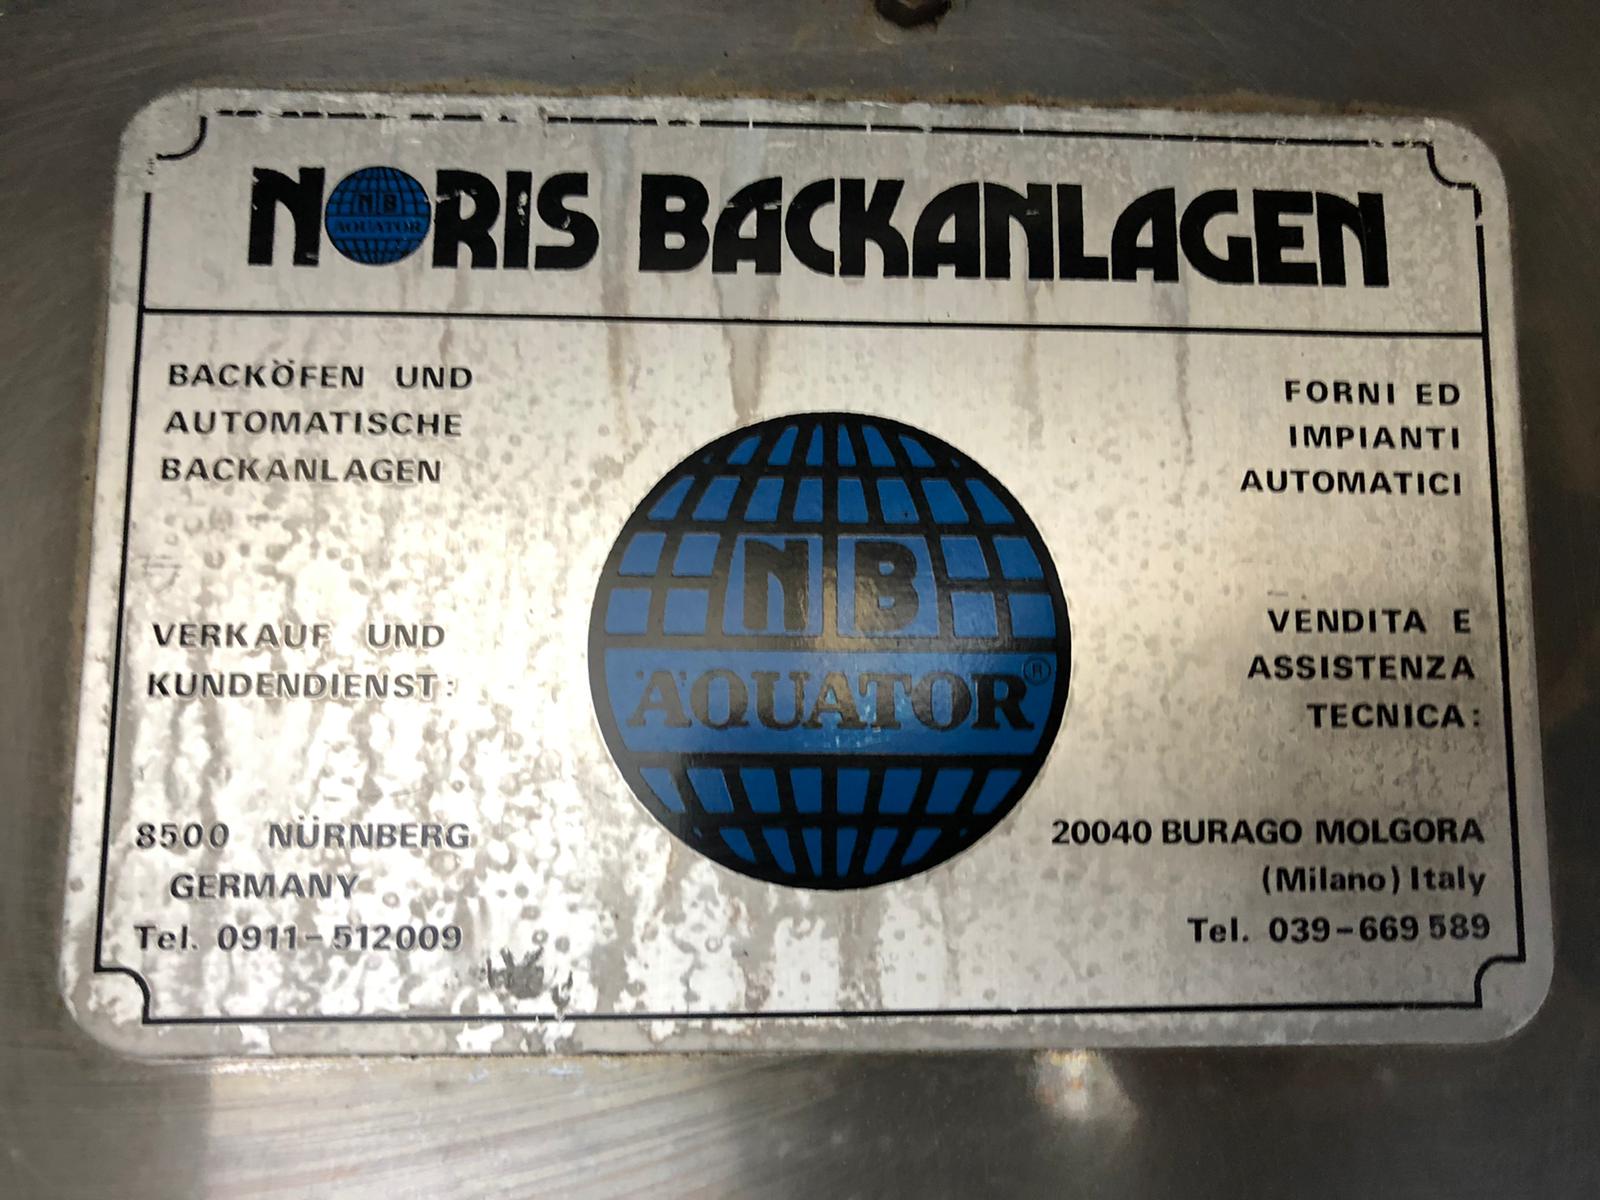 NORIS BACKANLAGEN
NB
AQUATOR
BACKÖFEN UND
AUTOMATISCHE
BACKANLAGEN
VERKAUF UND
KUNDENDIENST:
8500 NÜRNBERG
GERMANY
Tel. 0911-512009
NB
ÄQUATOR®
FORNI ED
IMPIANTI
AUTOMATICI
VENDITA E
ASSISTENZA
TECNICA:
20040 BURAGO MOLGORA
(Milano) Italy
Tel. 039-669 589